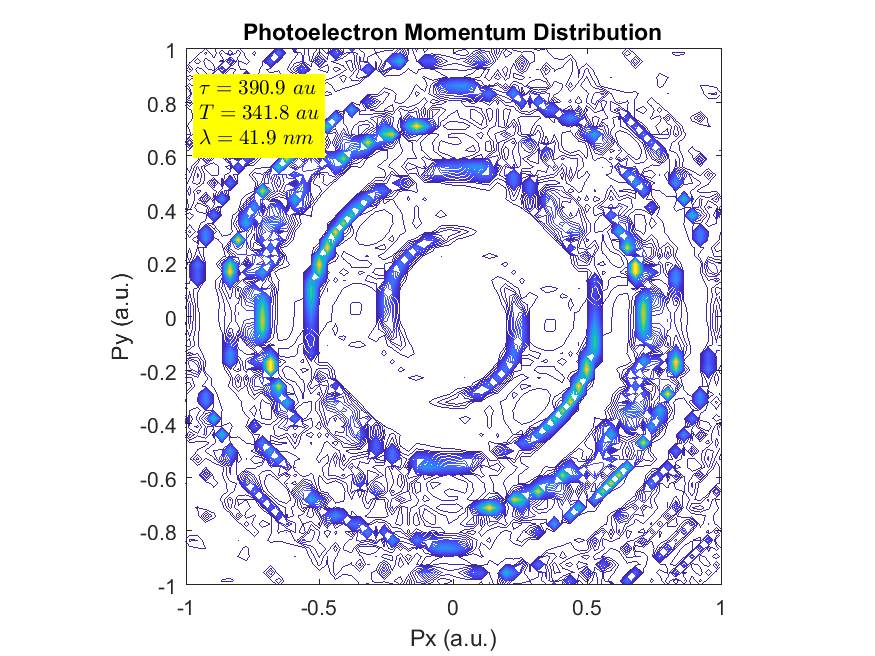 Photoelectron Momentum Distribution
τ = 390.9 au
T = 341.8 au
λ = 41.9 nm
1
0.8
0.6
0.4
0.2
0
-0.2
-0.4
-0.6
-0.8
-1
Py (a.u.)
-1 -0.5 0 0.5 1
Px (a.u.)